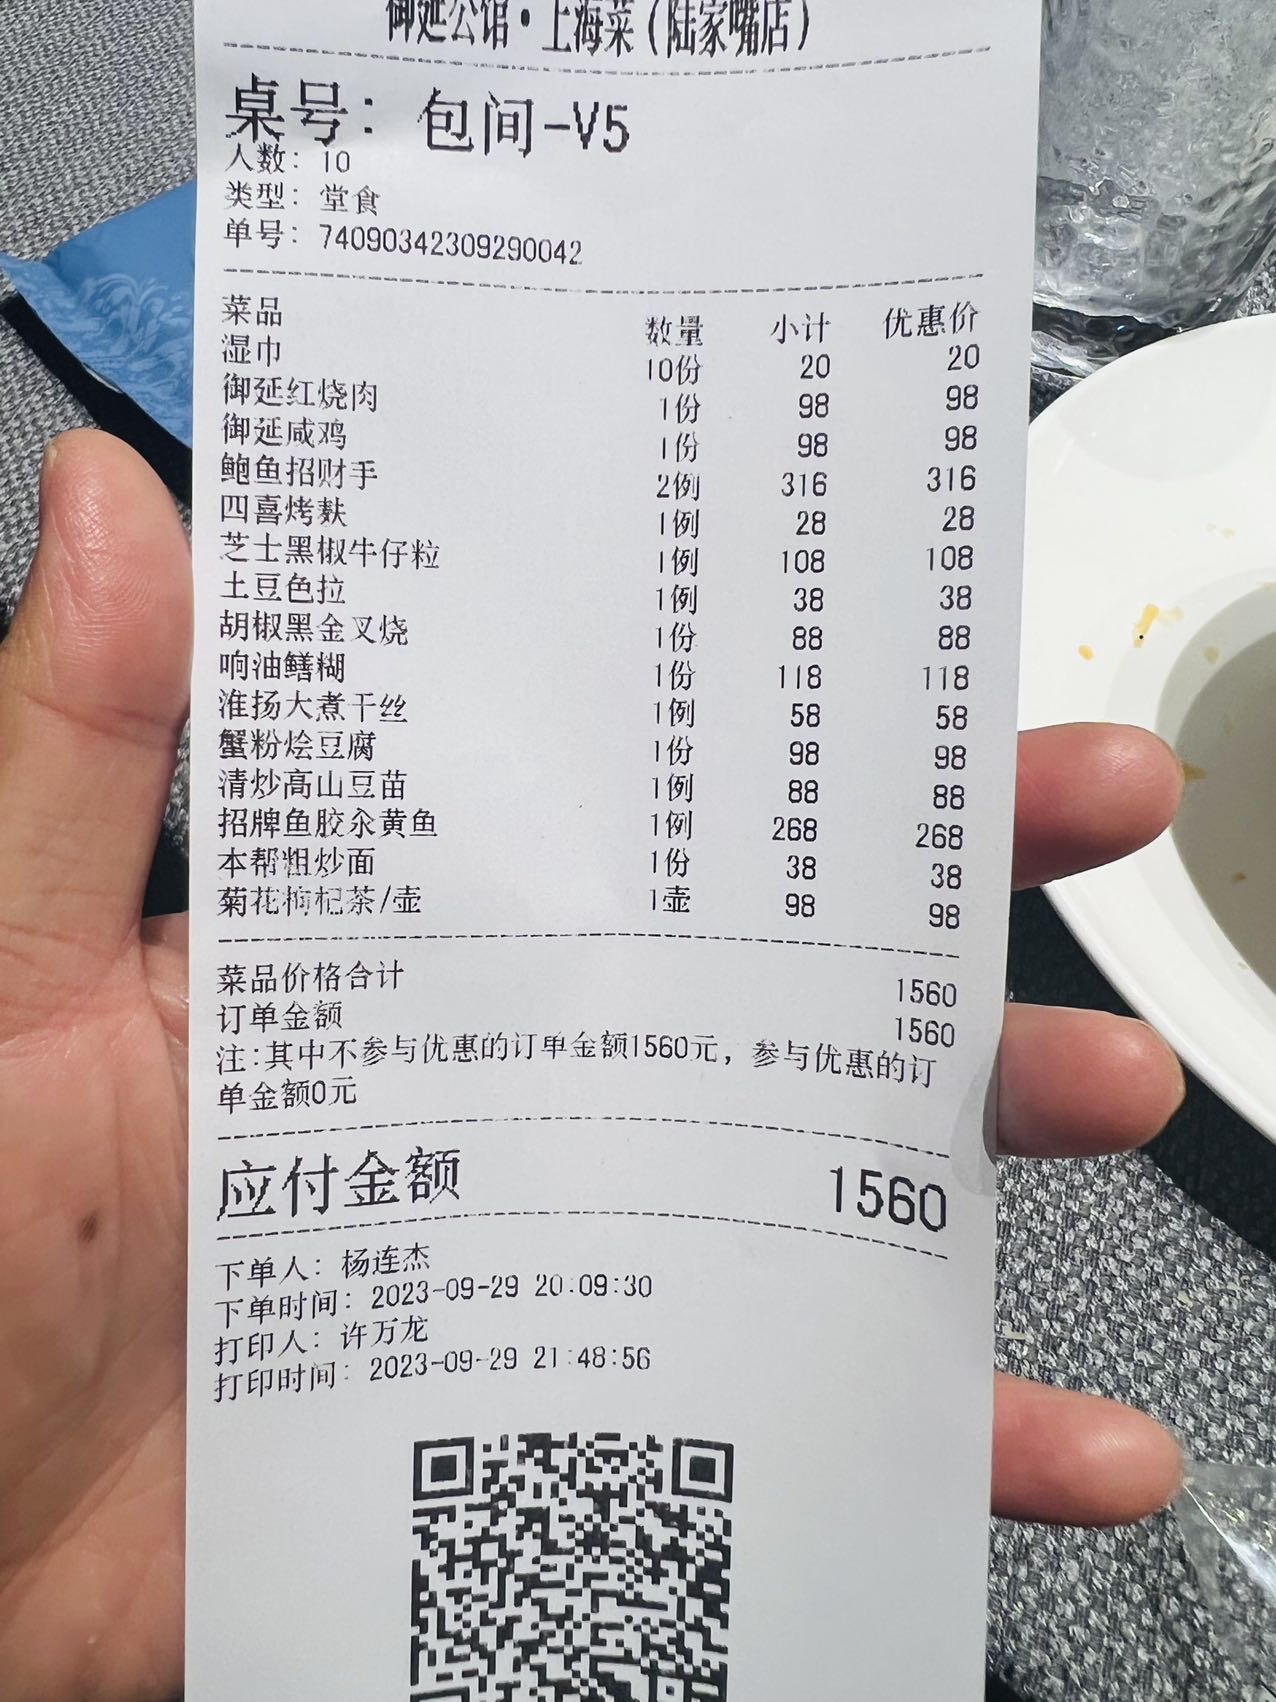 御延公馆·上海菜(陆家嘴店)
桌号: 包间-V5
人数: 10
类型: 堂食
单号: 740903423092900042
菜品 数量 小计 优惠价
湿巾 10份 20 20
御延红烧肉 1份 98 98
御延咸鸡 1份 98 98
鲍鱼招财手 2例 316 316
四喜烤麸 1例 28 28
芝士黑椒牛仔粒 1例 108 108
土豆色拉 1例 38 38
胡椒黑金叉烧 1份 88 88
响油鳝糊 1份 118 118
淮扬大煮干丝 1例 58 58
蟹粉烩豆腐 1份 98 98
清炒高山豆苗 1例 88 88
招牌鱼胶汆黄鱼 1例 268 268
本帮粗炒面 1份 38 38
菊花枸杞茶/壶 1壶 98 98
菜品价格合计 1560
订单金额 1560
注:其中不参与优惠的订单金额1560元, 参与优惠的订
单金额0元
应付金额 1560
下单人: 杨连杰
下单时间: 2023-09-29 20:09:30
打印人: 许万龙
打印时间: 2023-09-29 21:48:56